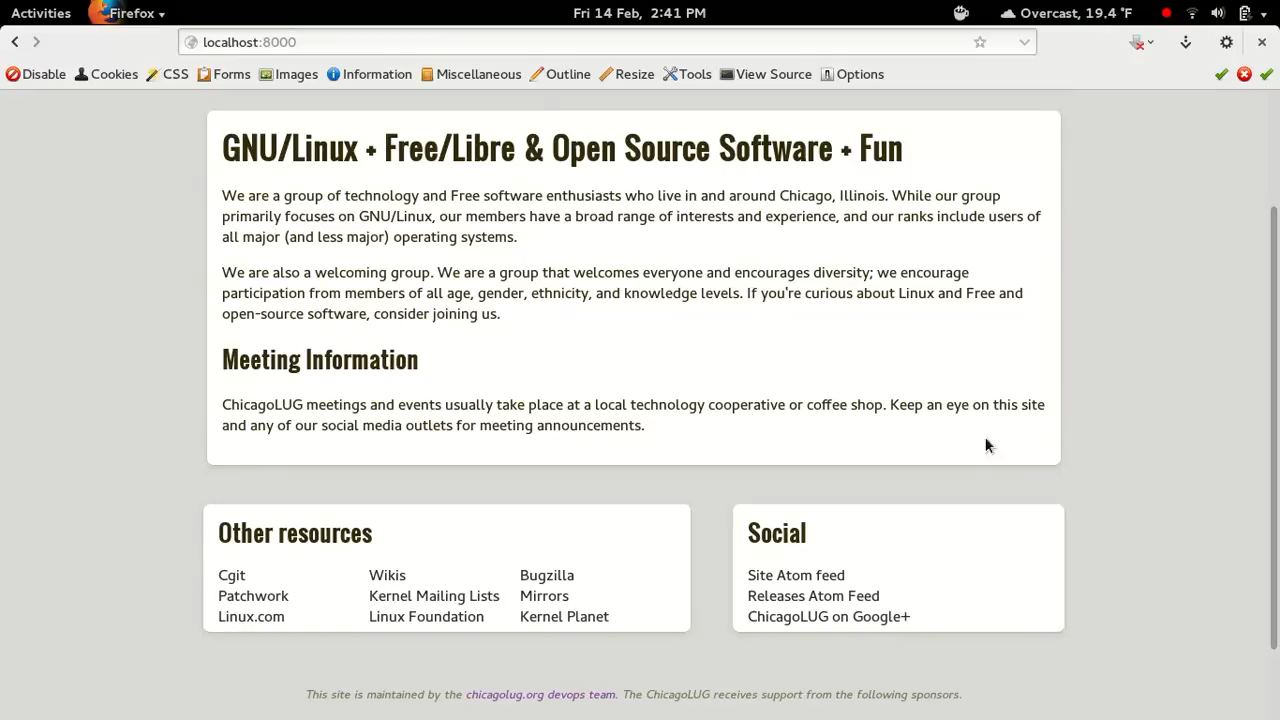 Activities Firefox Fri 14 Feb, 2:41 PM Overcast, 19.4 °F
localhost:8000
Disable Cookies CSS Forms Images Information Miscellaneous Outline Resize Tools View Source Options
GNU/Linux + Free/Libre & Open Source Software + Fun
We are a group of technology and Free software enthusiasts who live in and around Chicago, Illinois. While our group
primarily focuses on GNU/Linux, our members have a broad range of interests and experience, and our ranks include users of
all major (and less major) operating systems.
We are also a welcoming group. We are a group that welcomes everyone and encourages diversity; we encourage
participation from members of all age, gender, ethnicity, and knowledge levels. If you're curious about Linux and Free and
open-source software, consider joining us.
Meeting Information
ChicagoLUG meetings and events usually take place at a local technology cooperative or coffee shop. Keep an eye on this site
and any of our social media outlets for meeting announcements.
Other resources
Cgit Wikis Bugzilla
Patchwork Kernel Mailing Lists Mirrors
Linux.com Linux Foundation Kernel Planet
Social
Site Atom feed
Releases Atom Feed
ChicagoLUG on Google+
This site is maintained by the chicagolug.org devops team. The ChicagoLUG receives support from the following sponsors.